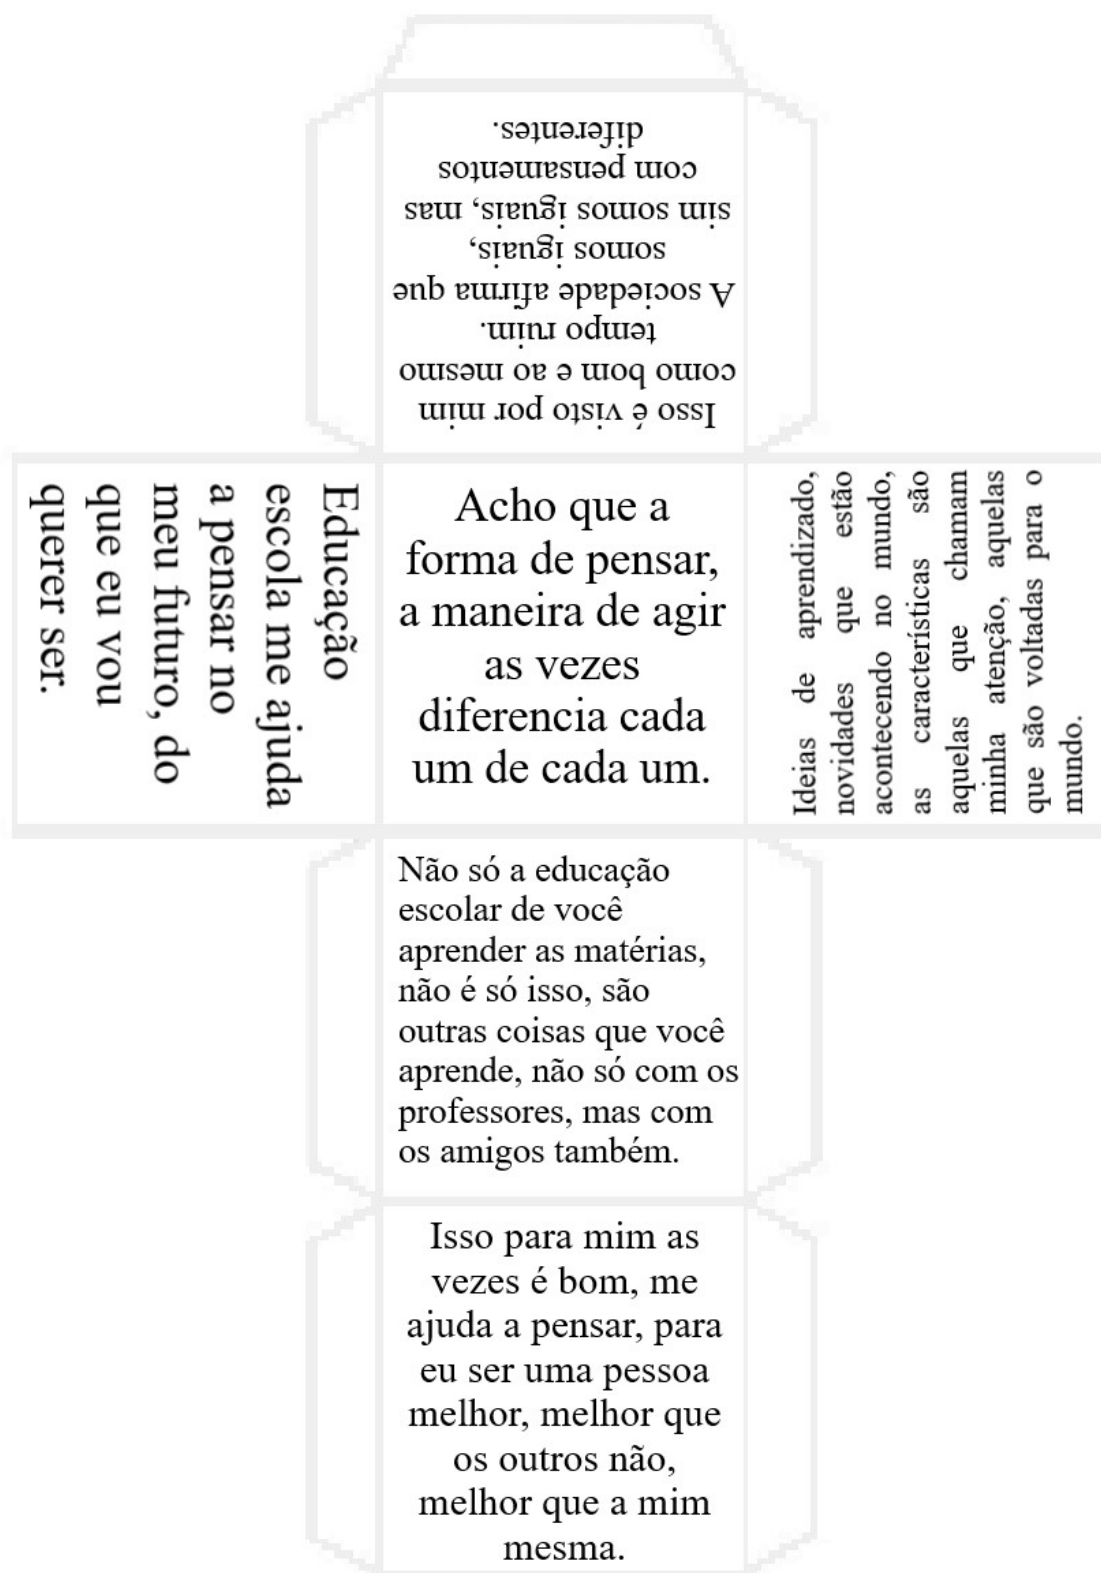 Isso é visto por mim
como bom e ao mesmo
tempo ruim.
A sociedade afirma que
somos iguais,
sim somos iguais, mas
com pensamentos
diferentes.
Educação
escola me ajuda
a pensar no
meu futuro, do
que eu vou
querer ser.
Acho que a
forma de pensar,
a maneira de agir
as vezes
diferencia cada
um de cada um.
Ideias de aprendizado,
novidades que estão
acontecendo no mundo,
as características são
aquelas que chamam
minha atenção, aquelas
que são voltadas para o
mundo.
Não só a educação
escolar de você
aprender as matérias,
não é só isso, são
outras coisas que você
aprende, não só com os
professores, mas com
os amigos também.
Isso para mim as
vezes é bom, me
ajuda a pensar, para
eu ser uma pessoa
melhor, melhor que
os outros não,
melhor que a mim
mesma.